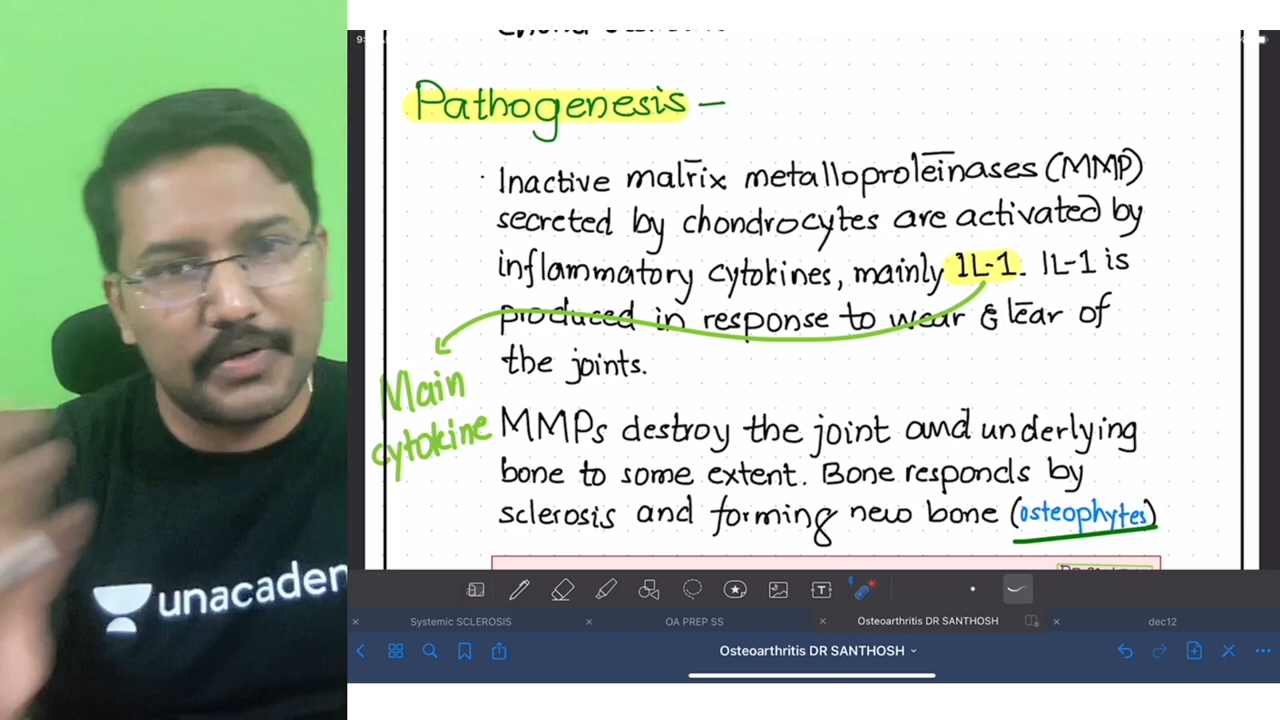 Pathogenesis –
· Inactive matrix metalloproteinases (MMP)
secreted by chondrocytes are activated by
inflammatory cytokines, mainly IL-1. IL-1 is
produced in response to wear & tear of
the joints.
Main
cytokine
MMPs destroy the joint and underlying
bone to some extent. Bone responds by
sclerosis and forming new bone (osteophytes)
unacaden
Systemic SCLEROSIS
OA PREP SS
Osteoarthritis DR SANTHOSH
dec12
Osteoarthritis DR SANTHOSH